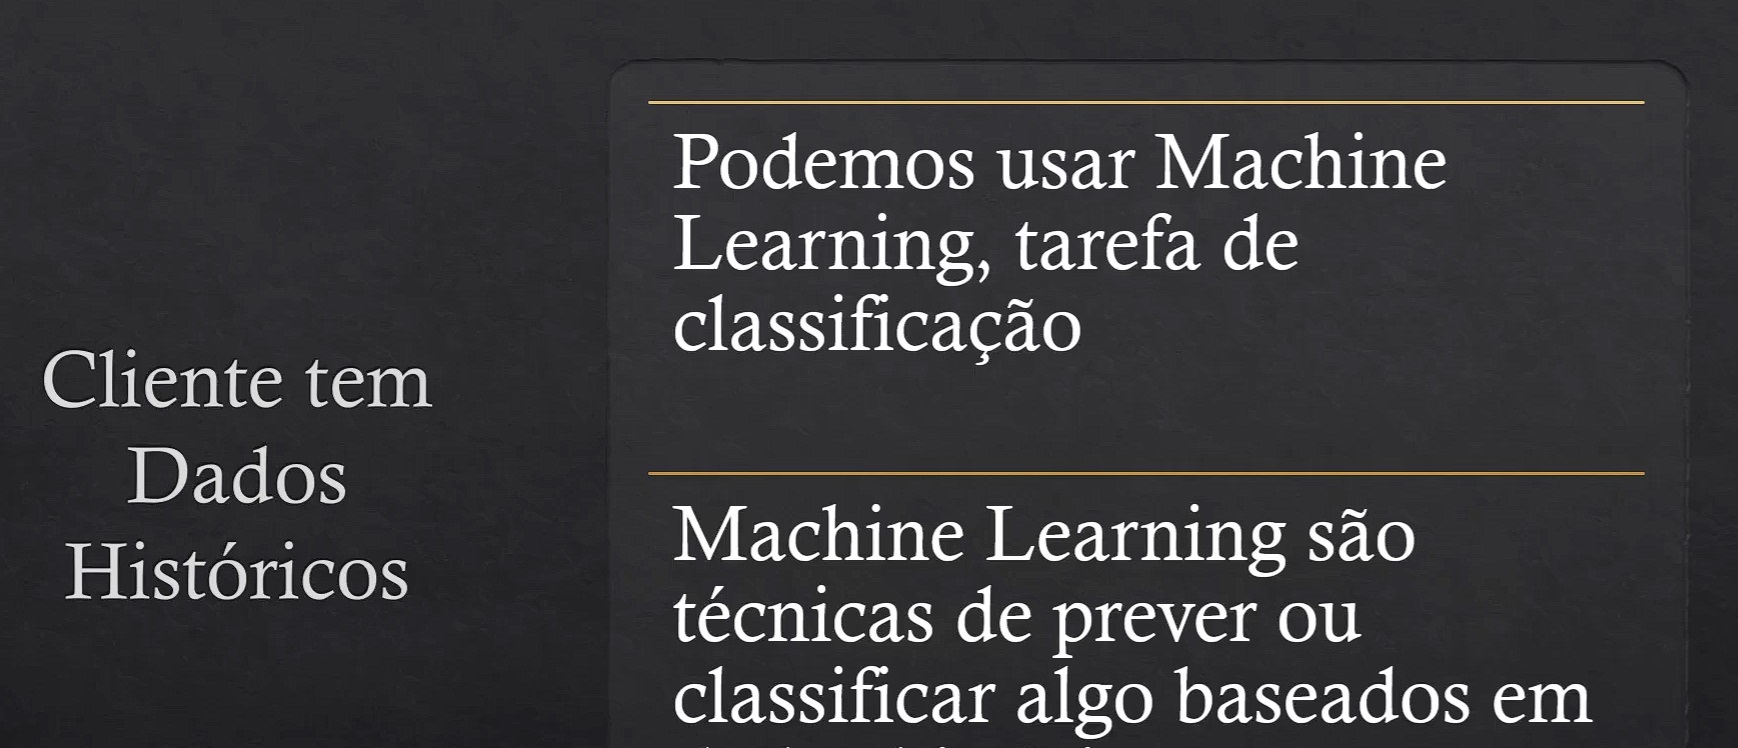 Cliente tem
Dados
Históricos
Podemos usar Machine
Learning, tarefa de
classificação
Machine Learning são
técnicas de prever ou
classificar algo baseados em